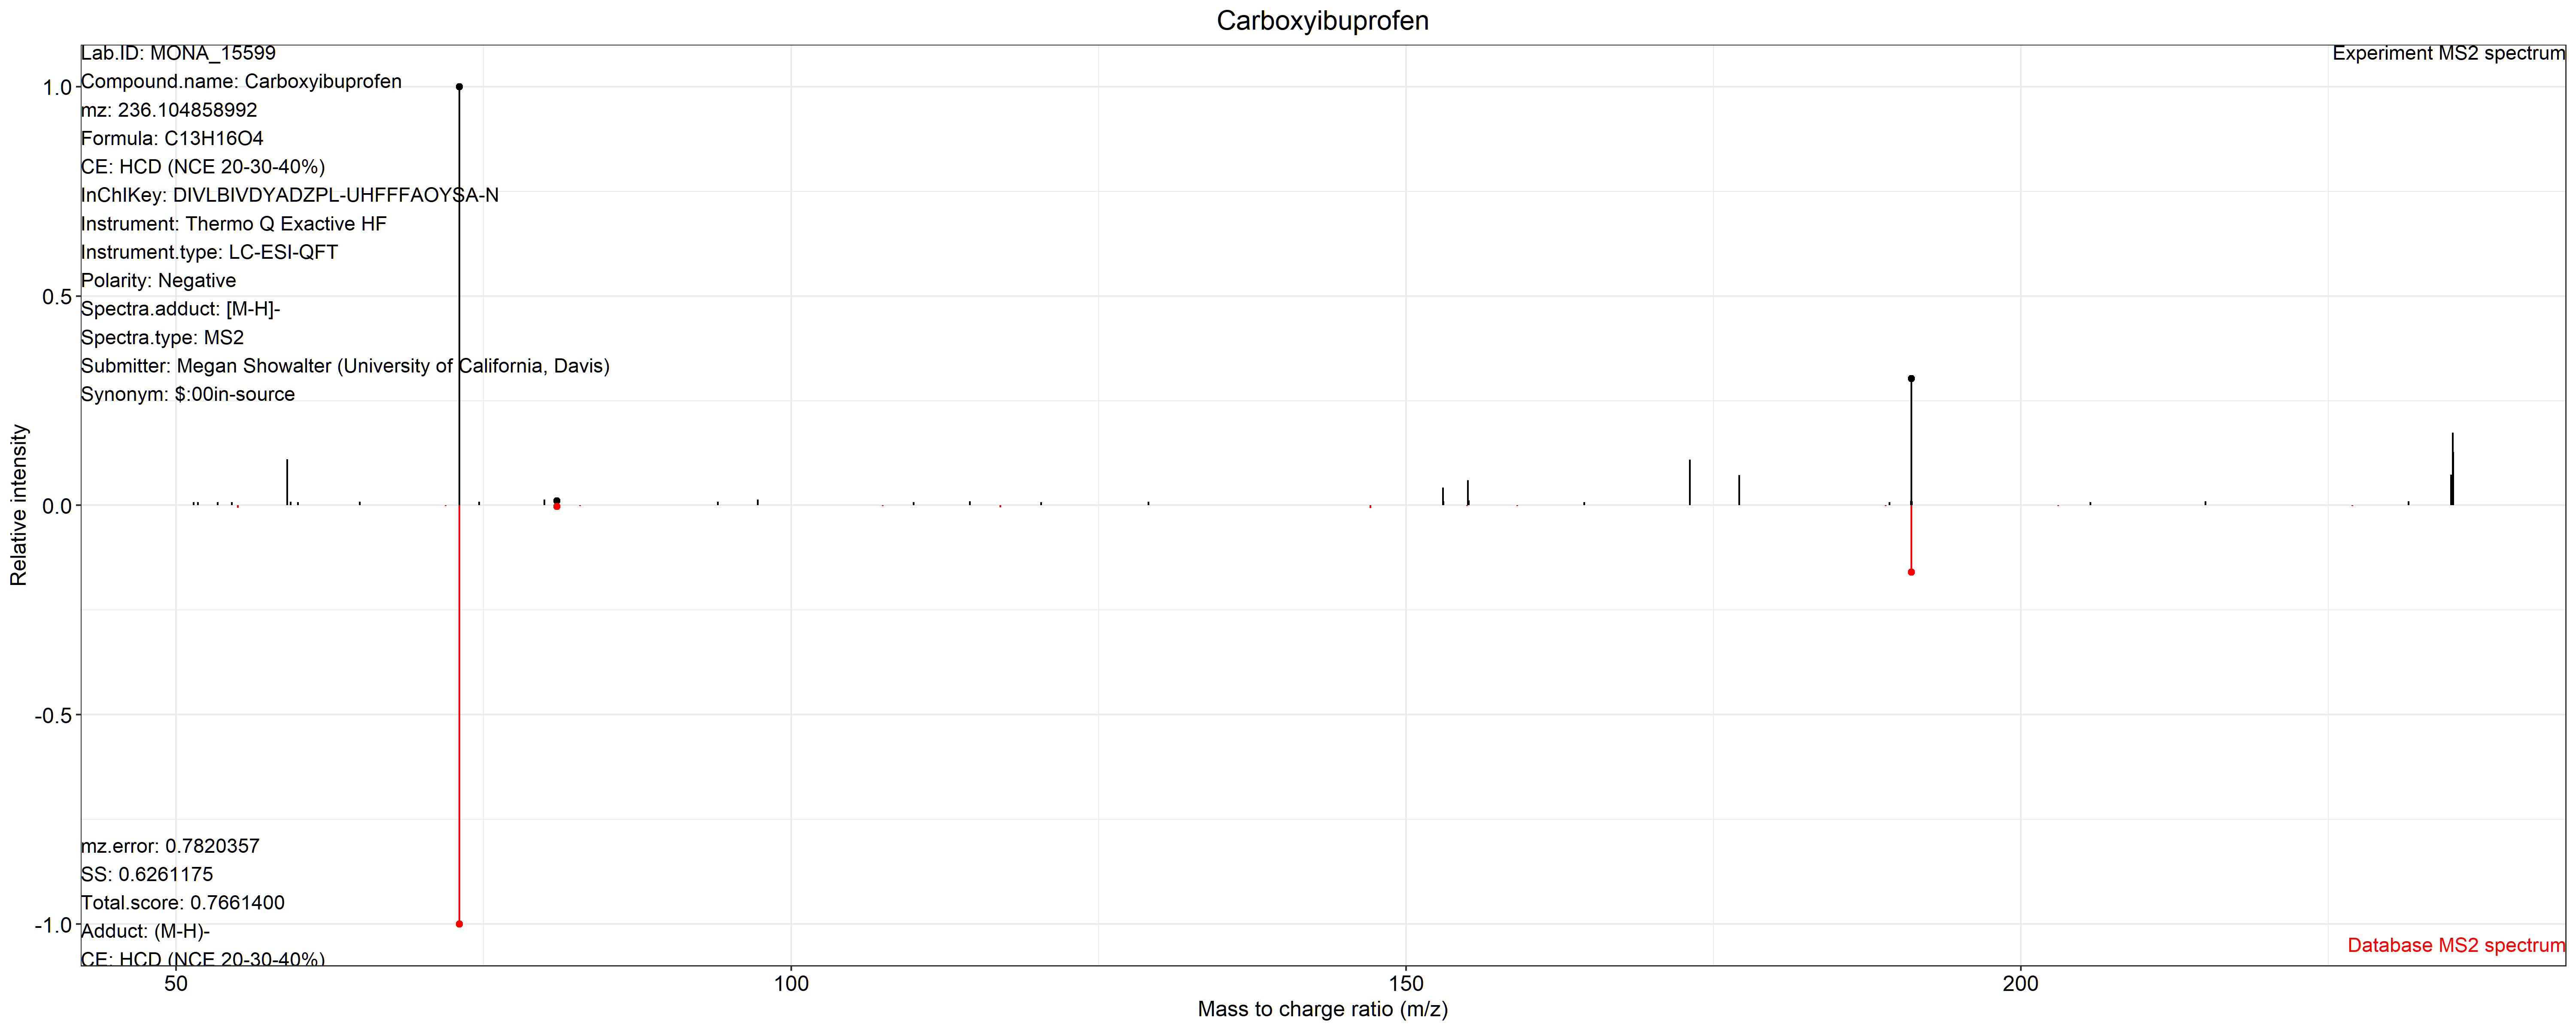 Carboxyibuprofen
Lab.ID: MONA_15599
Compound.name: Carboxyibuprofen
mz: 236.104858992
Formula: C13H16O4
CE: HCD (NCE 20-30-40%)
InChIKey: DIVLBIVDYADZPL-UHFFFAOYSA-N
Instrument: Thermo Q Exactive HF
Instrument.type: LC-ESI-QFT
Polarity: Negative
Spectra.adduct: [M-H]-
Spectra.type: MS2
Submitter: Megan Showalter (University of California, Davis)
Synonym: $:00in-source
Experiment MS2 spectrum
1.0
0.5
0.0
-0.5
-1.0
Relative intensity
mz.error: 0.7820357
SS: 0.6261175
Total.score: 0.7661400
Adduct: (M-H)-
CE: HCD (NCE 20-30-40%)
Database MS2 spectrum
50
100
150
200
Mass to charge ratio (m/z)